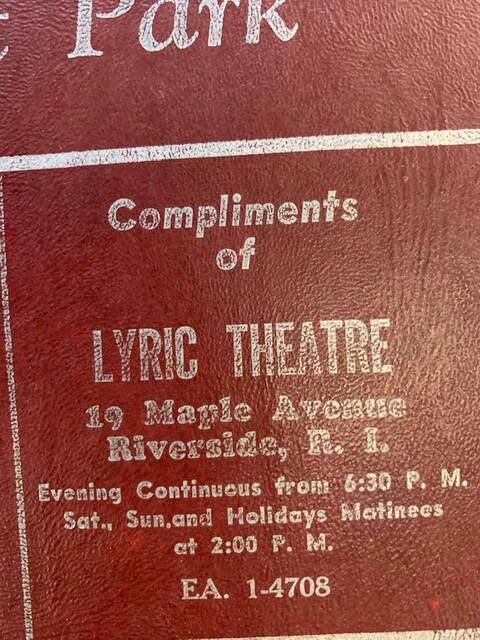 Park
Compliments
of
LYRIC THEATRE
19 Maple Avenue
Riverside, R. I.
Evening Continuous from 6:30 P. M.
Sat., Sun. and Holidays Matinees
at 2:00 P. M.
EA. 1-4708